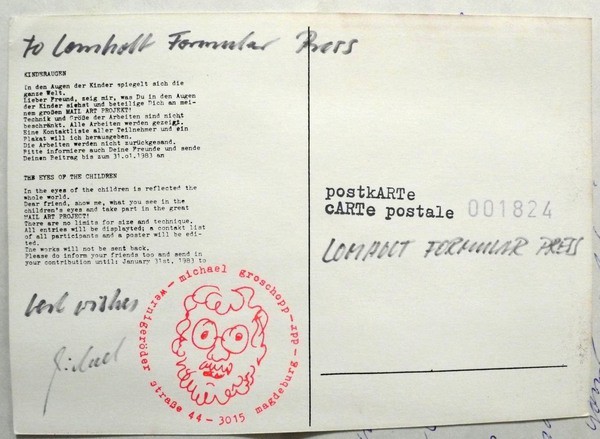 To Lomholt Formular Press
KINDERAUGEN
In den Augen der Kinder spiegelt sich die
ganze Welt.
Lieber Freund, zeig mir, was Du in den Augen
der Kinder siehst und beteilige Dich an mei-
nem großen MAIL ART PROJEKT!
Technik und Größe der Arbeiten sind nicht
beschränkt. Alle Arbeiten werden gezeigt.
Eine Kontaktliste aller Teilnehmer und ein
Plakat will ich herausgeben.
Die Arbeiten werden nicht zurückgesand.
Bitte informiere auch Deine Freunde und sende
Deinen Beitrag bis zum 31.01.1983 an
THE EYES OF THE CHILDREN
In the eyes of the children is reflected the
whole world.
Dear friend, show me, what you see in the
children's eyes and take part in the great
MAIL ART PROJECT!
There are no limits for size and technique.
All entries will be displayted; a contact list
of all participants and a poster will be edi-
ted.
The works will not be sent back.
Please do inform your friends too and send in
your contribution until: January 31st, 1983 to
best wishes
Michael
michael groschopp – ddr – magdeburg – 3015 – wernigeröder straße 44
postkARTe
cARTe postale 001824
LOMHOLT FORMULAR PRESS